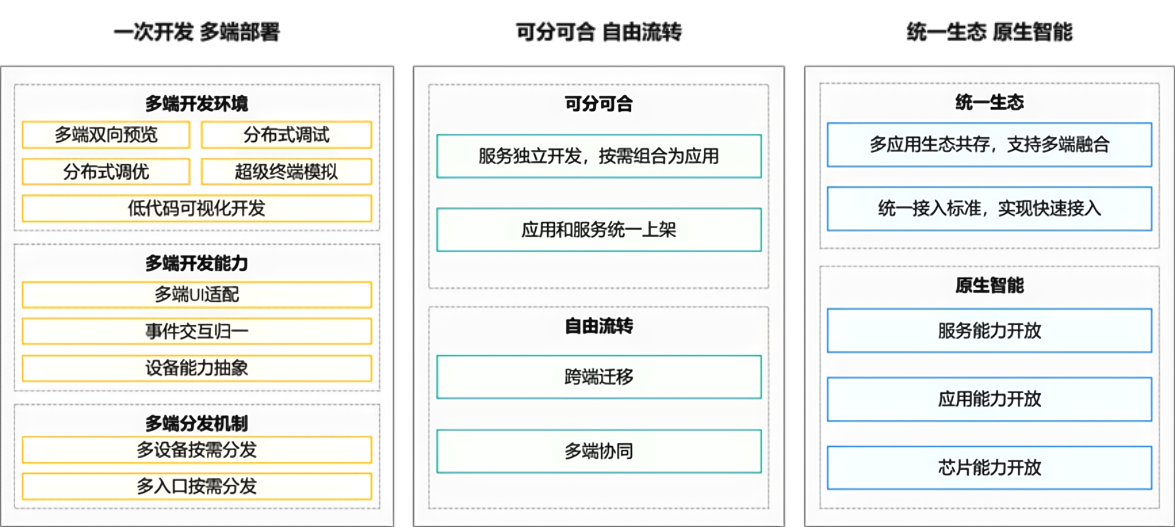 一次开发 多端部署
多端开发环境
多端双向预览
分布式调试
分布式调优
超级终端模拟
低代码可视化开发
多端开发能力
多端UI适配
事件交互归一
设备能力抽象
多端分发机制
多设备按需分发
多入口按需分发
可分可合 自由流转
可分可合
服务独立开发，按需组合为应用
应用和服务统一上架
自由流转
跨端迁移
多端协同
统一生态 原生智能
统一生态
多应用生态共存，支持多端融合
统一接入标准，实现快速接入
原生智能
服务能力开放
应用能力开放
芯片能力开放